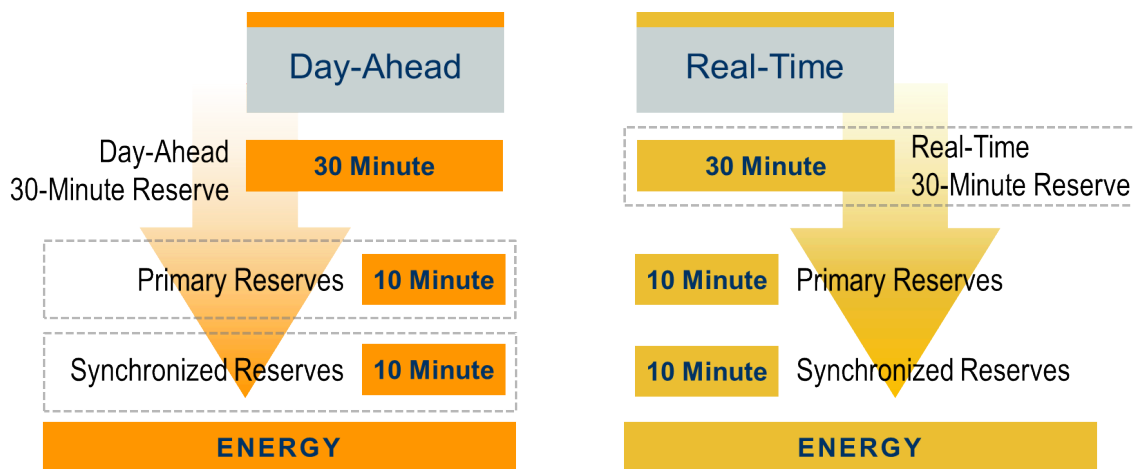 Day-Ahead
Day-Ahead
30-Minute Reserve
30 Minute
Primary Reserves
10 Minute
Synchronized Reserves
10 Minute
ENERGY
Real-Time
30 Minute
Real-Time
30-Minute Reserve
10 Minute
Primary Reserves
10 Minute
Synchronized Reserves
ENERGY